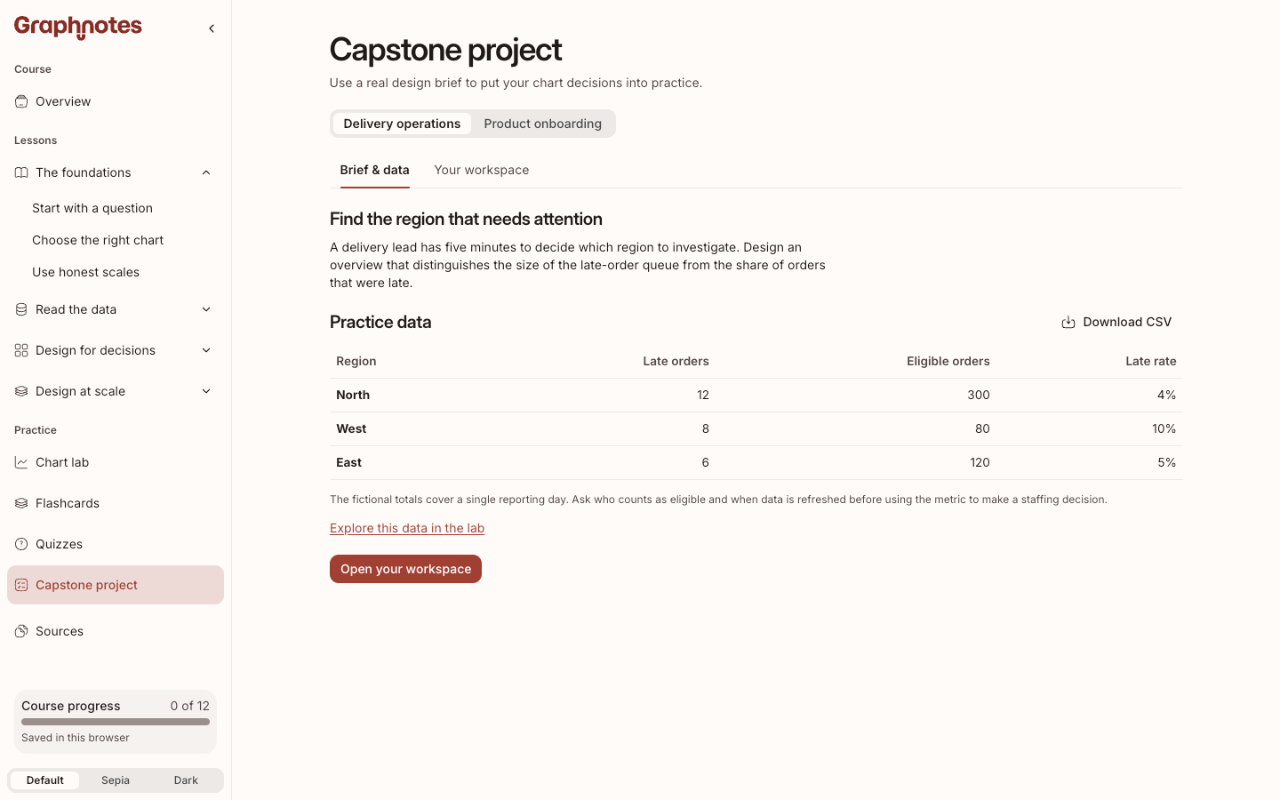 Graphnotes
Course
Overview
Lessons
The foundations
Start with a question
Choose the right chart
Use honest scales
Read the data
Design for decisions
Design at scale
Practice
Chart lab
Flashcards
Quizzes
Capstone project
Sources
Course progress 0 of 12
Saved in this browser
Default Sepia Dark
Capstone project
Use a real design brief to put your chart decisions into practice.
Delivery operations Product onboarding
Brief & data Your workspace
Find the region that needs attention
A delivery lead has five minutes to decide which region to investigate. Design an
overview that distinguishes the size of the late-order queue from the share of orders
that were late.
Practice data Download CSV
Region Late orders Eligible orders Late rate
North 12 300 4%
West 8 80 10%
East 6 120 5%
The fictional totals cover a single reporting day. Ask who counts as eligible and when data is refreshed before using the metric to make a staffing decision.
Explore this data in the lab
Open your workspace